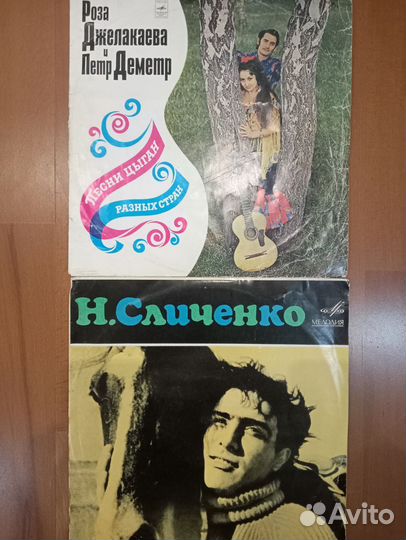 Роза
Джелакаева
и
Петр Деметр
ПЕСНИ ЦЫГАН
РАЗНЫХ СТРАН
Н. Сличенко
МЕЛОДИЯ
Avito